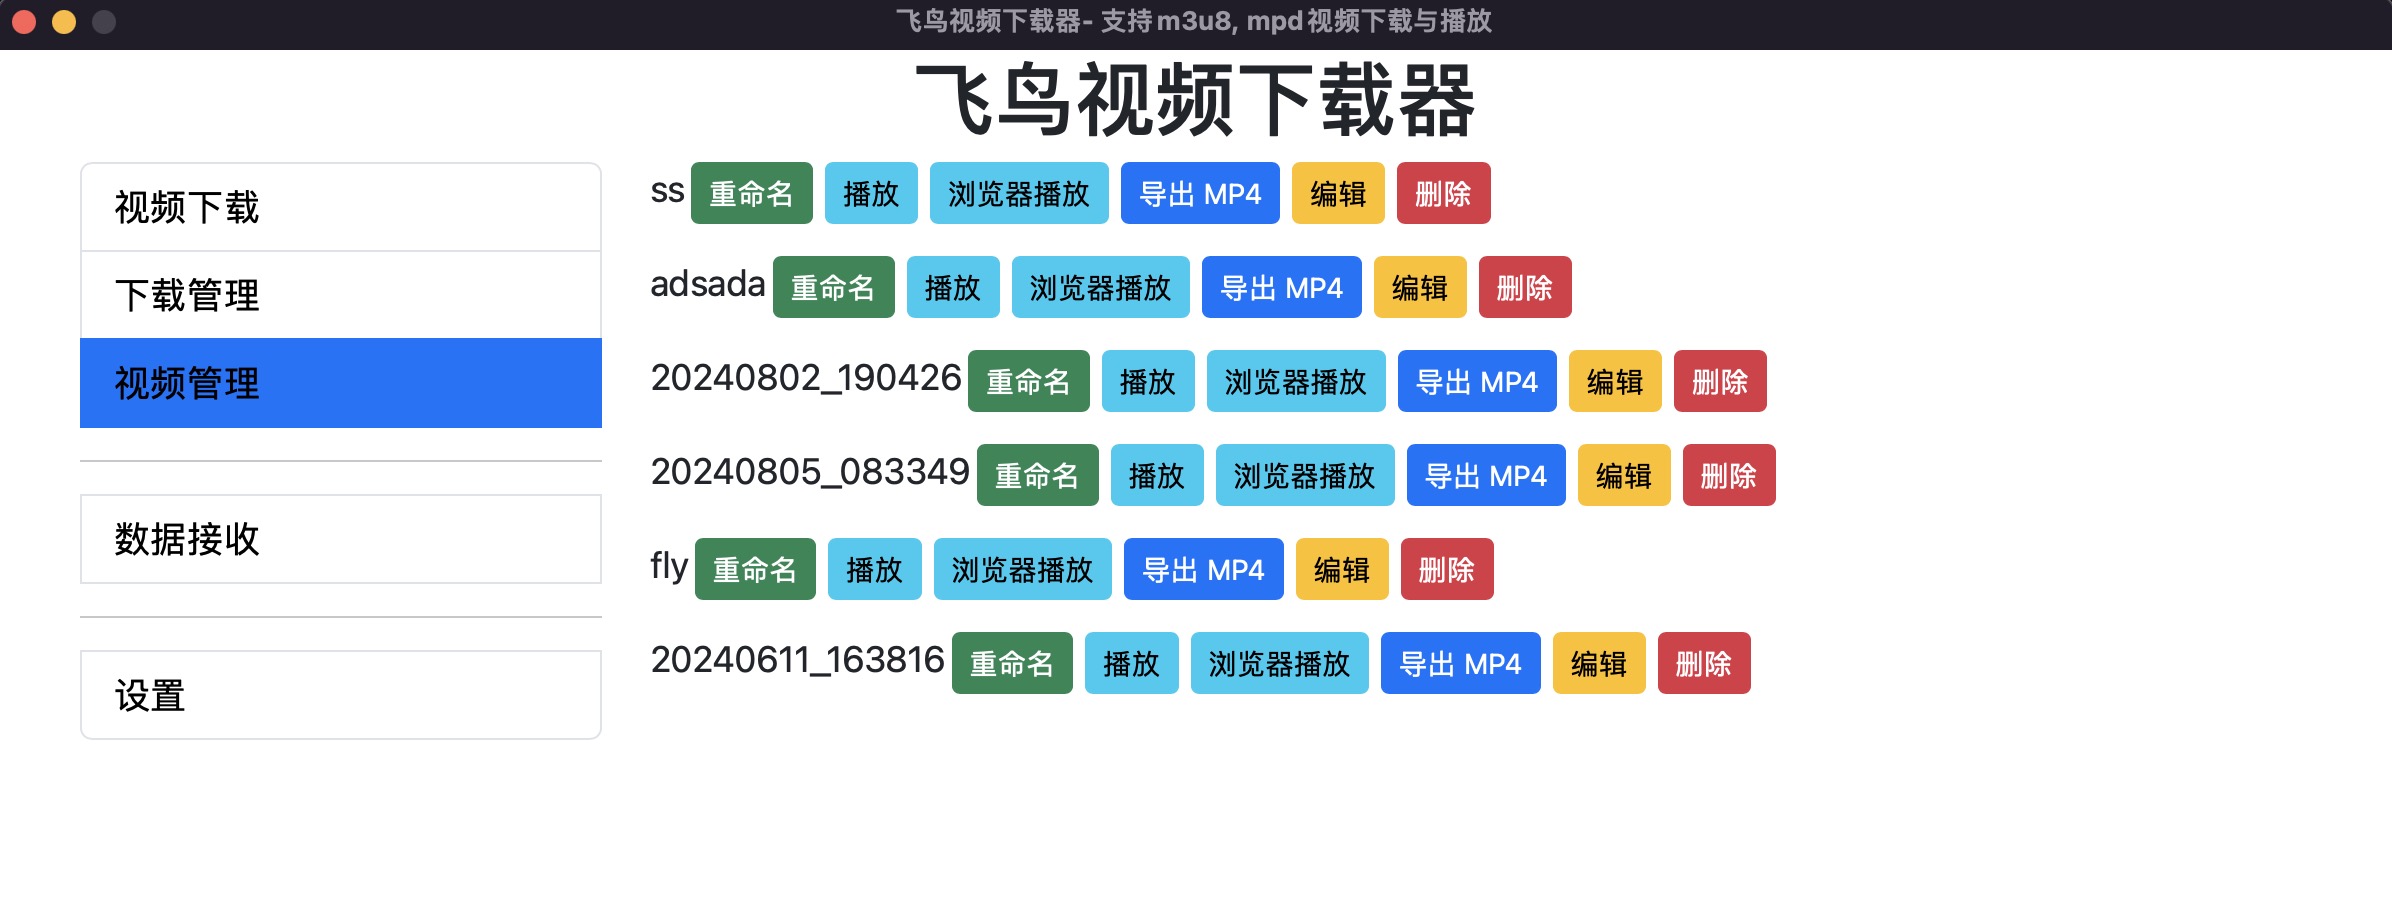 飞鸟视频下载器- 支持m3u8, mpd视频下载与播放
飞鸟视频下载器
视频下载
下载管理
视频管理
数据接收
设置
ss 重命名 播放 浏览器播放 导出 MP4 编辑 删除
adsada 重命名 播放 浏览器播放 导出 MP4 编辑 删除
20240802_190426 重命名 播放 浏览器播放 导出 MP4 编辑 删除
20240805_083349 重命名 播放 浏览器播放 导出 MP4 编辑 删除
fly 重命名 播放 浏览器播放 导出 MP4 编辑 删除
20240611_163816 重命名 播放 浏览器播放 导出 MP4 编辑 删除